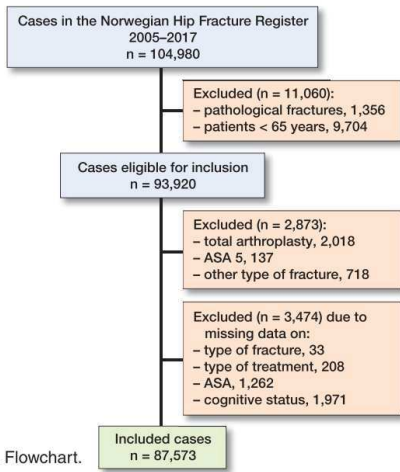 Cases in the Norwegian Hip Fracture Register
2005–2017
n = 104,980
Excluded (n = 11,060):
– pathological fractures, 1,356
– patients < 65 years, 9,704
Cases eligible for inclusion
n = 93,920
Excluded (n = 2,873):
– total arthroplasty, 2,018
– ASA 5, 137
– other type of fracture, 718
Excluded (n = 3,474) due to
missing data on:
– type of fracture, 33
– type of treatment, 208
– ASA, 1,262
– cognitive status, 1,971
Included cases
n = 87,573
Flowchart.